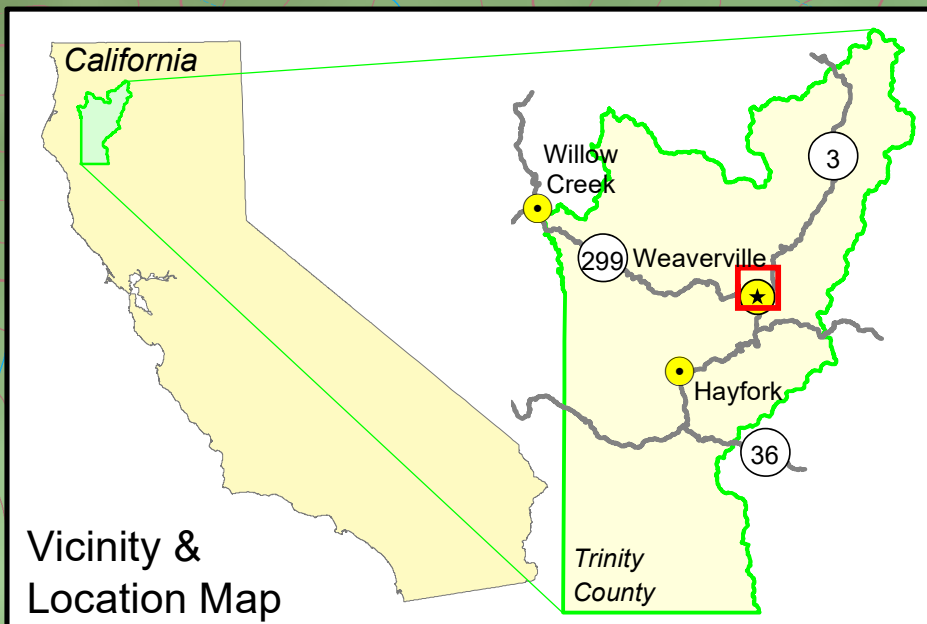 California
Willow
Creek
3
299
Weaverville
Hayfork
36
Trinity
County
Vicinity &
Location Map